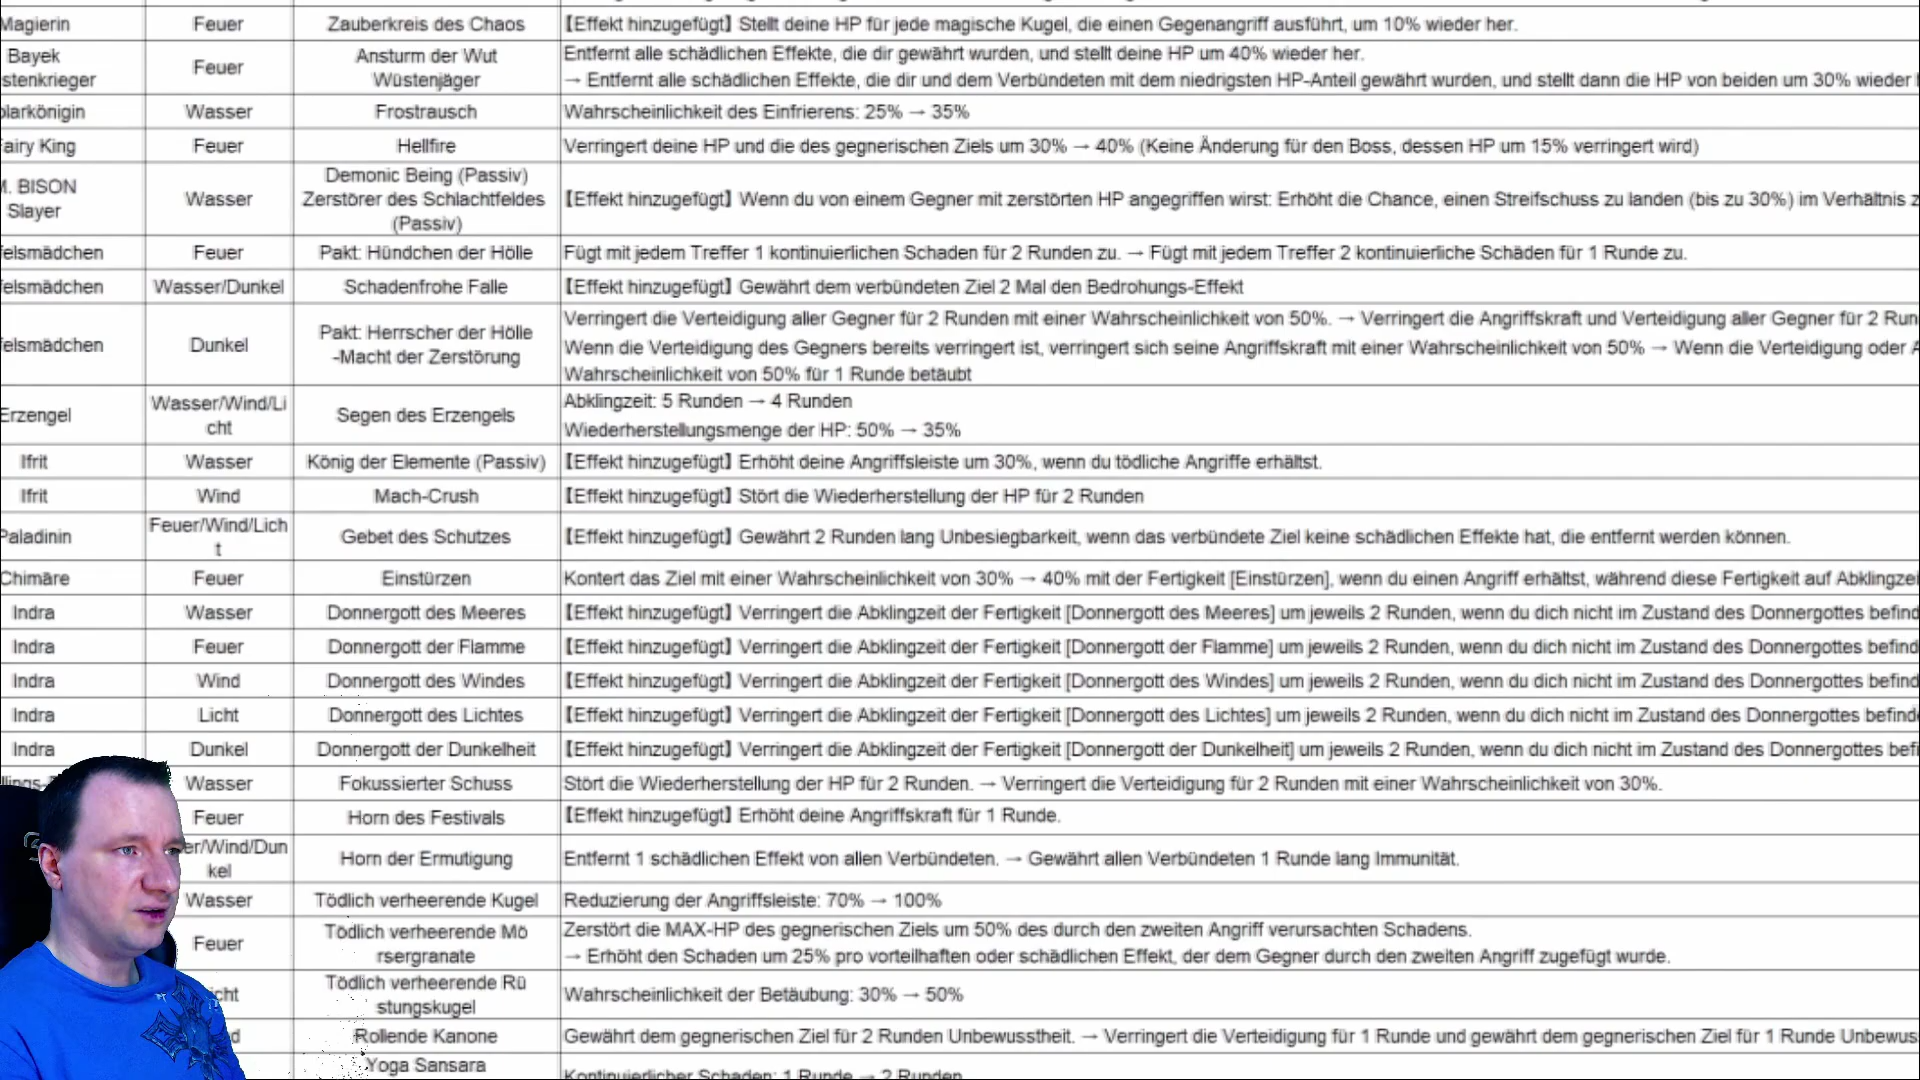 Magierin Feuer Zauberkreis des Chaos 【Effekt hinzugefügt】 Stellt deine HP für jede magische Kugel, die einen Gegenangriff ausführt, um 10% wieder her.
Bayek
stenkrieger Feuer Ansturm der Wut
Wüstenjäger Entfernt alle schädlichen Effekte, die dir gewährt wurden, und stellt deine HP um 40% wieder her.
→ Entfernt alle schädlichen Effekte, die dir und dem Verbündeten mit dem niedrigsten HP-Anteil gewährt wurden, und stellt dann die HP von beiden um 30% wieder
olarkönigin Wasser Frostrausch Wahrscheinlichkeit des Einfrierens: 25% → 35%
Fairy King Feuer Hellfire Verringert deine HP und die des gegnerischen Ziels um 30% → 40% (Keine Änderung für den Boss, dessen HP um 15% verringert wird)
M. BISON
Slayer Wasser Demonic Being (Passiv)
Zerstörer des Schlachtfeldes
(Passiv) 【Effekt hinzugefügt】 Wenn du von einem Gegner mit zerstörten HP angegriffen wirst: Erhöht die Chance, einen Streifschuss zu landen (bis zu 30%) im Verhältnis z
felsmädchen Feuer Pakt: Hündchen der Hölle Fügt mit jedem Treffer 1 kontinuierlichen Schaden für 2 Runden zu. → Fügt mit jedem Treffer 2 kontinuierliche Schäden für 1 Runde zu.
felsmädchen Wasser/Dunkel Schadenfrohe Falle 【Effekt hinzugefügt】 Gewährt dem verbündeten Ziel 2 Mal den Bedrohungs-Effekt
felsmädchen Dunkel Pakt: Herrscher der Hölle
-Macht der Zerstörung Verringert die Verteidigung aller Gegner für 2 Runden mit einer Wahrscheinlichkeit von 50%. → Verringert die Angriffskraft und Verteidigung aller Gegner für 2 Run
Wenn die Verteidigung des Gegners bereits verringert ist, verringert sich seine Angriffskraft mit einer Wahrscheinlichkeit von 50% → Wenn die Verteidigung oder A
Wahrscheinlichkeit von 50% für 1 Runde betäubt
Erzengel Wasser/Wind/Li
cht Segen des Erzengels Abklingzeit: 5 Runden → 4 Runden
Wiederherstellungsmenge der HP: 50% → 35%
Ifrit Wasser König der Elemente (Passiv) 【Effekt hinzugefügt】 Erhöht deine Angriffsleiste um 30%, wenn du tödliche Angriffe erhältst.
Ifrit Wind Mach-Crush 【Effekt hinzugefügt】 Stört die Wiederherstellung der HP für 2 Runden
Paladinin Feuer/Wind/Lich
t Gebet des Schutzes 【Effekt hinzugefügt】 Gewährt 2 Runden lang Unbesiegbarkeit, wenn das verbündete Ziel keine schädlichen Effekte hat, die entfernt werden können.
Chimäre Feuer Einstürzen Kontert das Ziel mit einer Wahrscheinlichkeit von 30% → 40% mit der Fertigkeit [Einstürzen], wenn du einen Angriff erhältst, während diese Fertigkeit auf Abklingzei
Indra Wasser Donnergott des Meeres 【Effekt hinzugefügt】 Verringert die Abklingzeit der Fertigkeit [Donnergott des Meeres] um jeweils 2 Runden, wenn du dich nicht im Zustand des Donnergottes befind
Indra Feuer Donnergott der Flamme 【Effekt hinzugefügt】 Verringert die Abklingzeit der Fertigkeit [Donnergott der Flamme] um jeweils 2 Runden, wenn du dich nicht im Zustand des Donnergottes befind
Indra Wind Donnergott des Windes 【Effekt hinzugefügt】 Verringert die Abklingzeit der Fertigkeit [Donnergott des Windes] um jeweils 2 Runden, wenn du dich nicht im Zustand des Donnergottes befind
Indra Licht Donnergott des Lichtes 【Effekt hinzugefügt】 Verringert die Abklingzeit der Fertigkeit [Donnergott des Lichtes] um jeweils 2 Runden, wenn du dich nicht im Zustand des Donnergottes befinde
Indra Dunkel Donnergott der Dunkelheit 【Effekt hinzugefügt】 Verringert die Abklingzeit der Fertigkeit [Donnergott der Dunkelheit] um jeweils 2 Runden, wenn du dich nicht im Zustand des Donnergottes befi
Wasser Fokussierter Schuss Stört die Wiederherstellung der HP für 2 Runden. → Verringert die Verteidigung für 2 Runden mit einer Wahrscheinlichkeit von 30%.
Feuer Horn des Festivals 【Effekt hinzugefügt】 Erhöht deine Angriffskraft für 1 Runde.
er/Wind/Dun
kel Horn der Ermutigung Entfernt 1 schädlichen Effekt von allen Verbündeten. → Gewährt allen Verbündeten 1 Runde lang Immunität.
Wasser Tödlich verheerende Kugel Reduzierung der Angriffsleiste: 70% → 100%
Feuer Tödlich verheerende Mö
rsergranate Zerstört die MAX-HP des gegnerischen Ziels um 50% des durch den zweiten Angriff verursachten Schadens.
→ Erhöht den Schaden um 25% pro vorteilhaften oder schädlichen Effekt, der dem Gegner durch den zweiten Angriff zugefügt wurde.
cht Tödlich verheerende Rü
stungskugel Wahrscheinlichkeit der Betäubung: 30% → 50%
d Rollende Kanone Gewährt dem gegnerischen Ziel für 2 Runden Unbewusstheit. → Verringert die Verteidigung für 1 Runde und gewährt dem gegnerischen Ziel für 1 Runde Unbewus
Yoga Sansara Kontinuierlicher Schaden: 1 Runde → 2 Runden